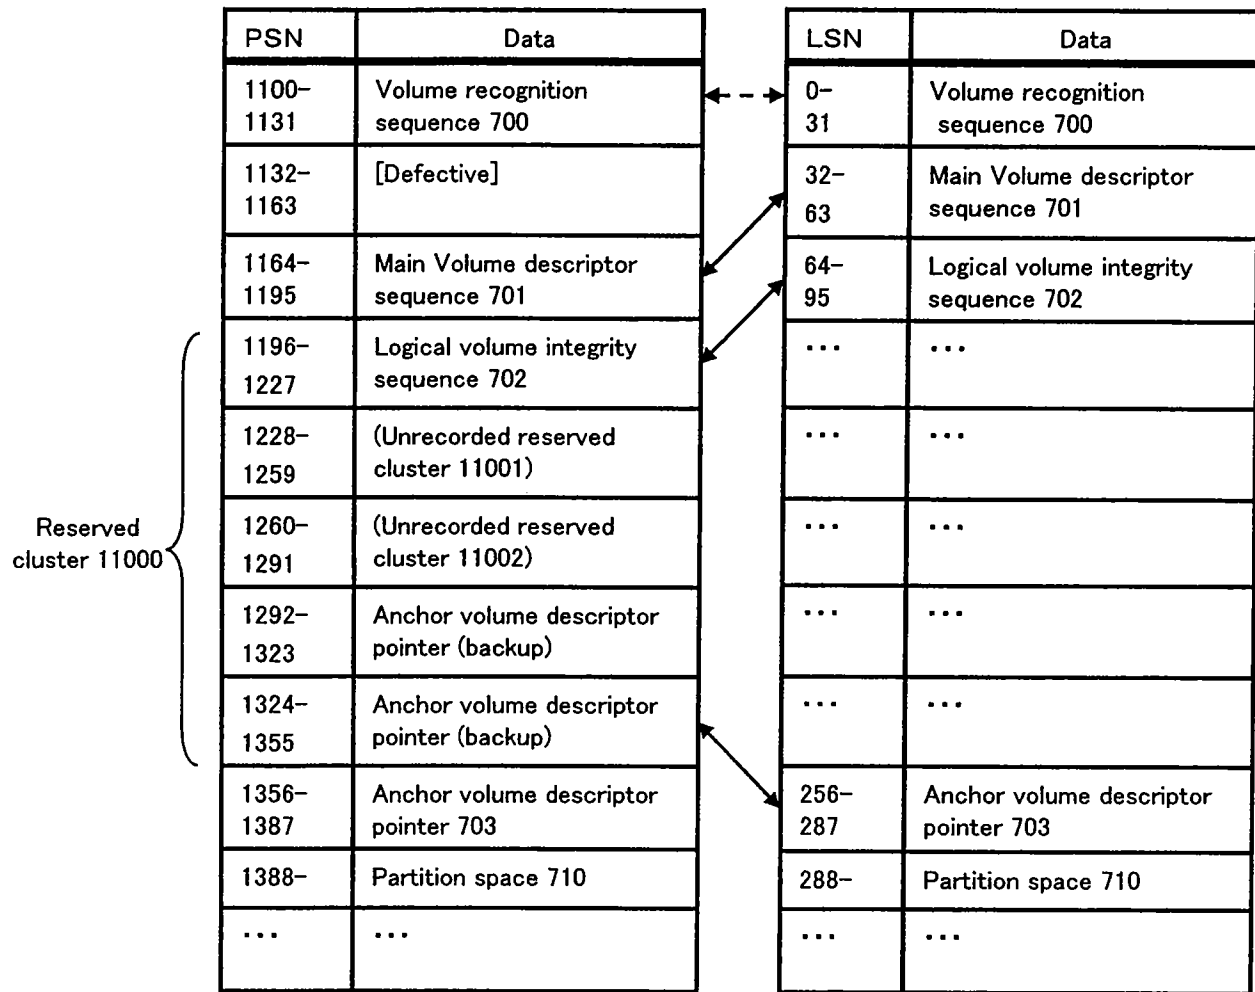 PSN Data
1100- Volume recognition
1131 sequence 700
1132- [Defective]
1163
1164- Main Volume descriptor
1195 sequence 701
1196- Logical volume integrity
1227 sequence 702
1228- (Unrecorded reserved
1259 cluster 11001)
1260- (Unrecorded reserved
1291 cluster 11002)
1292- Anchor volume descriptor
1323 pointer (backup)
1324- Anchor volume descriptor
1355 pointer (backup)
1356- Anchor volume descriptor
1387 pointer 703
1388- Partition space 710
... ...
Reserved
cluster 11000
LSN Data
0- Volume recognition
31 sequence 700
32- Main Volume descriptor
63 sequence 701
64- Logical volume integrity
95 sequence 702
... ...
... ...
... ...
... ...
... ...
256- Anchor volume descriptor
287 pointer 703
288- Partition space 710
... ...